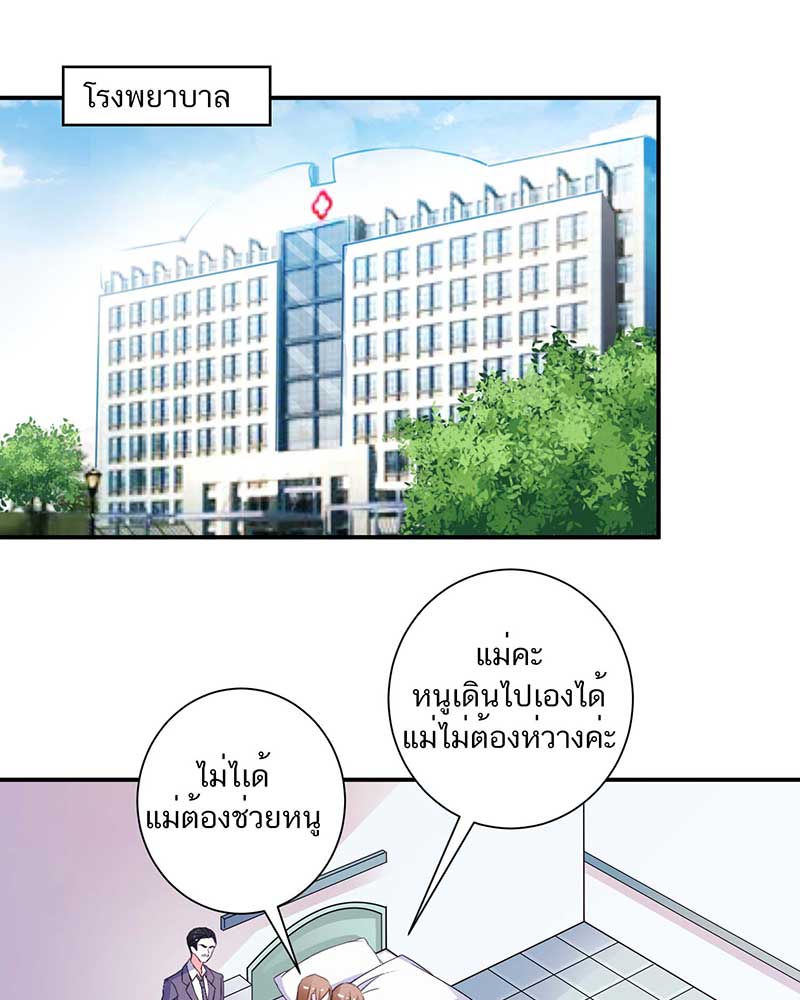 โรงพยาบาล
แม่คะ
หนูเดินไปเองได้
แม่ไม่ต้องห่วางค่ะ
ไม่ไเด้
แม่ต้องช่วยหนู